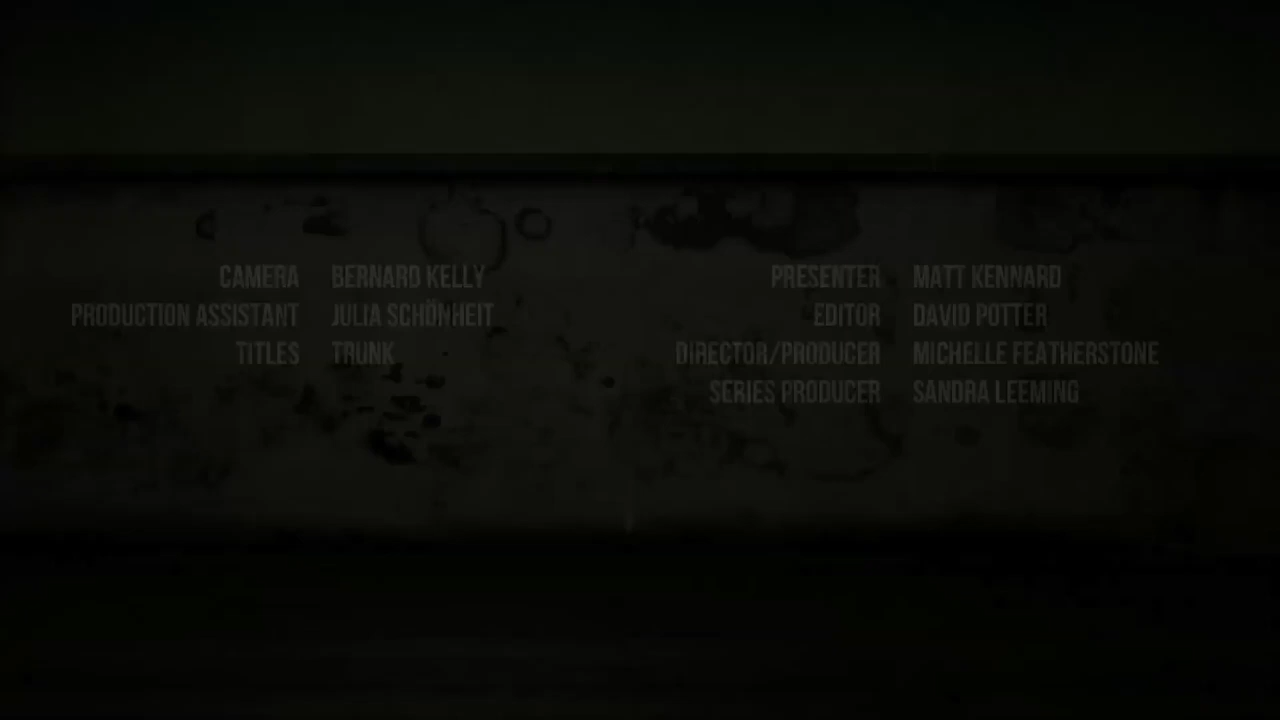 CAMERA BERNARD KELLY
PRODUCTION ASSISTANT JULIA SCHÖNHEIT
TITLES TRUNK
PRESENTER MATT KENNARD
EDITOR DAVID POTTER
DIRECTOR/PRODUCER MICHELLE FEATHERSTONE
SERIES PRODUCER SANDRA LEEMING